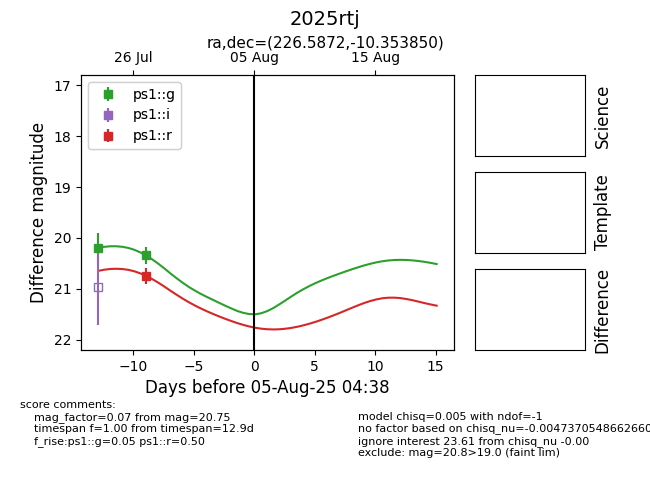 2025rtj
ra,dec=(226.5872,-10.353850)
26 Jul 05 Aug 15 Aug
ps1::g
ps1::i
ps1::r
17
18
19
20
21
22
Difference magnitude
−10 −5 0 5 10 15
Days before 05-Aug-25 04:38
Science
Template
Difference
score comments:
mag_factor=0.07 from mag=20.75
timespan f=1.00 from timespan=12.9d
f_rise:ps1::g=0.05 ps1::r=0.50
model chisq=0.005 with ndof=-1
no factor based on chisq_nu=-0.0047370548662660
ignore interest 23.61 from chisq_nu -0.00
exclude: mag=20.8>19.0 (faint lim)